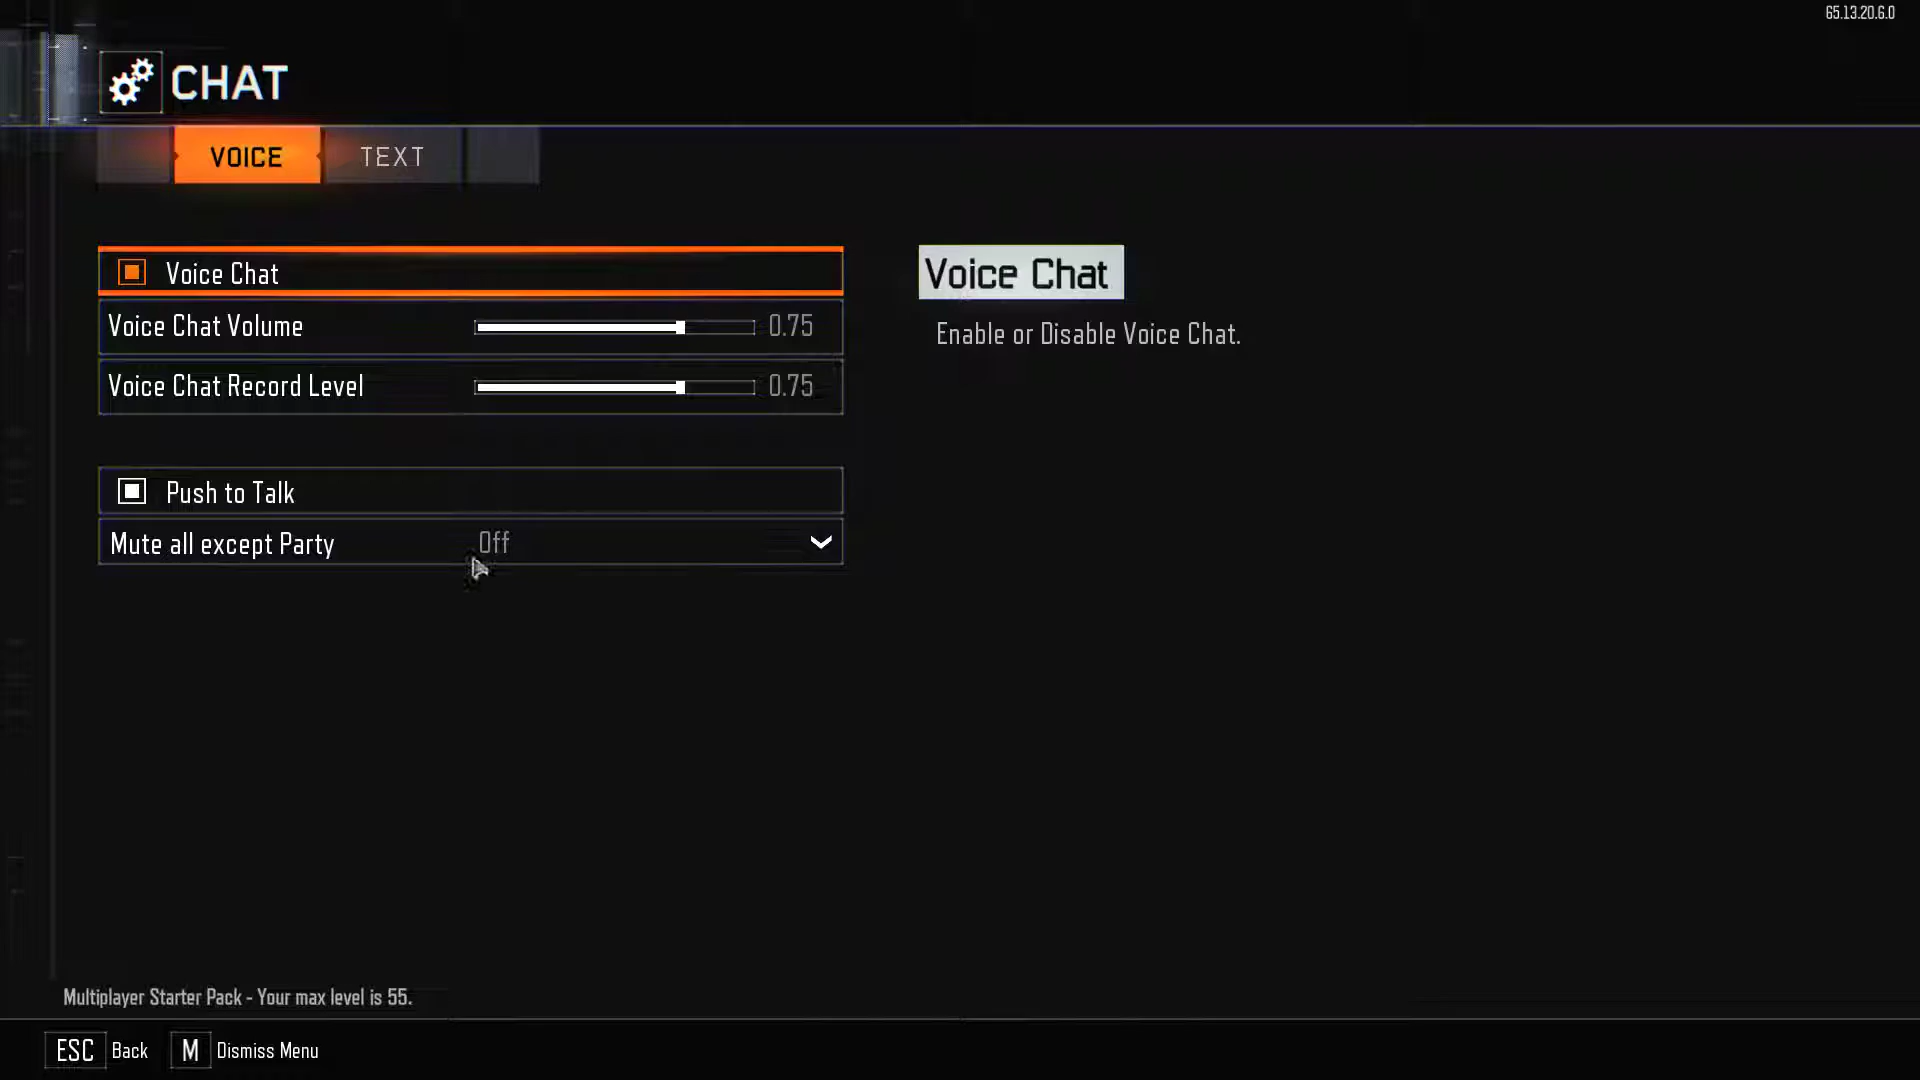 65.13.20.6.0
CHAT
VOICE
TEXT
Voice Chat
Voice Chat Volume 0.75
Voice Chat Record Level 0.75
Push to Talk
Mute all except Party Off
Voice Chat
Enable or Disable Voice Chat.
Multiplayer Starter Pack - Your max level is 55.
ESC Back M Dismiss Menu